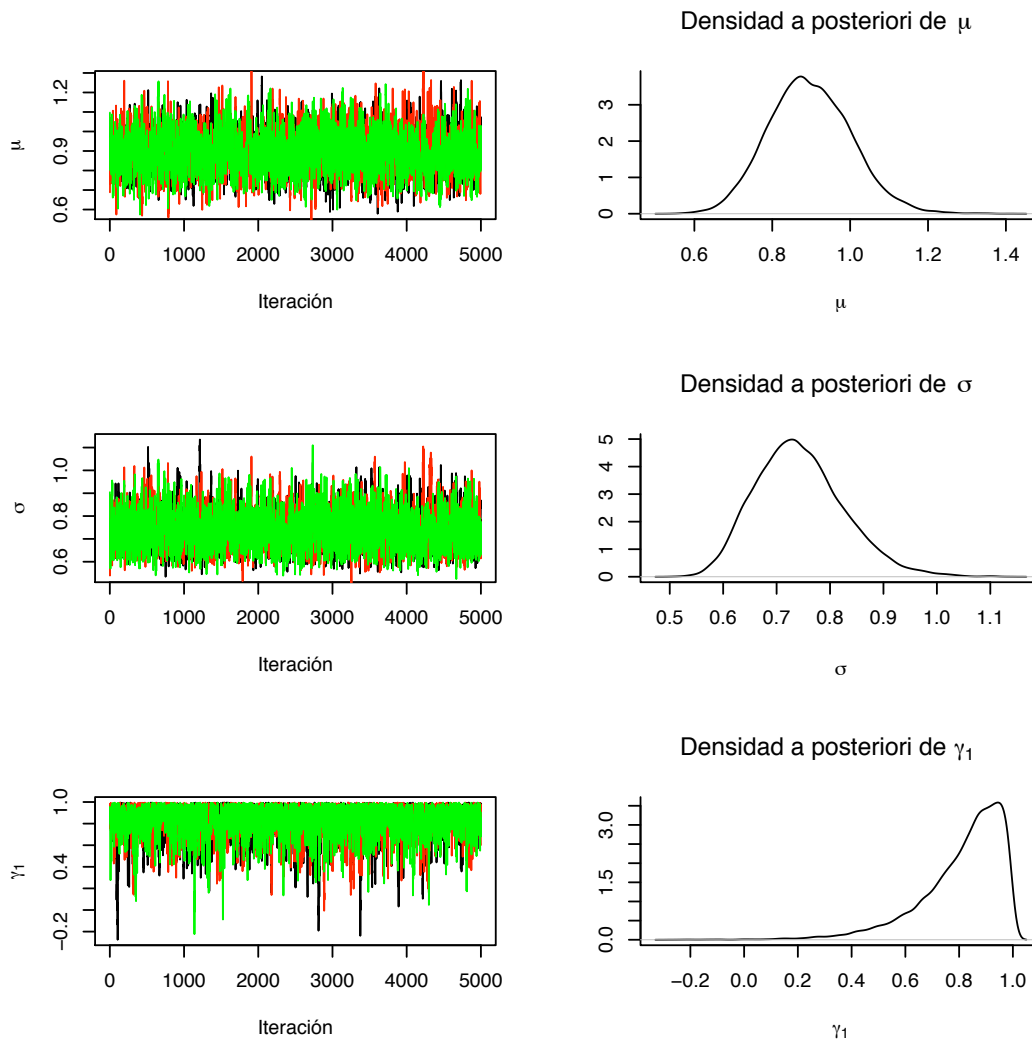 Densidad a posteriori de μ
μ
0.6 0.9 1.2
0 1000 2000 3000 4000 5000
Iteración
0 1 2 3
0.6 0.8 1.0 1.2 1.4
μ
Densidad a posteriori de σ
σ
0.6 0.8 1.0
0 1000 2000 3000 4000 5000
Iteración
0 1 2 3 4 5
0.5 0.6 0.7 0.8 0.9 1.0 1.1
σ
Densidad a posteriori de γ1
γ1
−0.2 0.4 1.0
0 1000 2000 3000 4000 5000
Iteración
0.0 1.5 3.0
−0.2 0.0 0.2 0.4 0.6 0.8 1.0
γ1